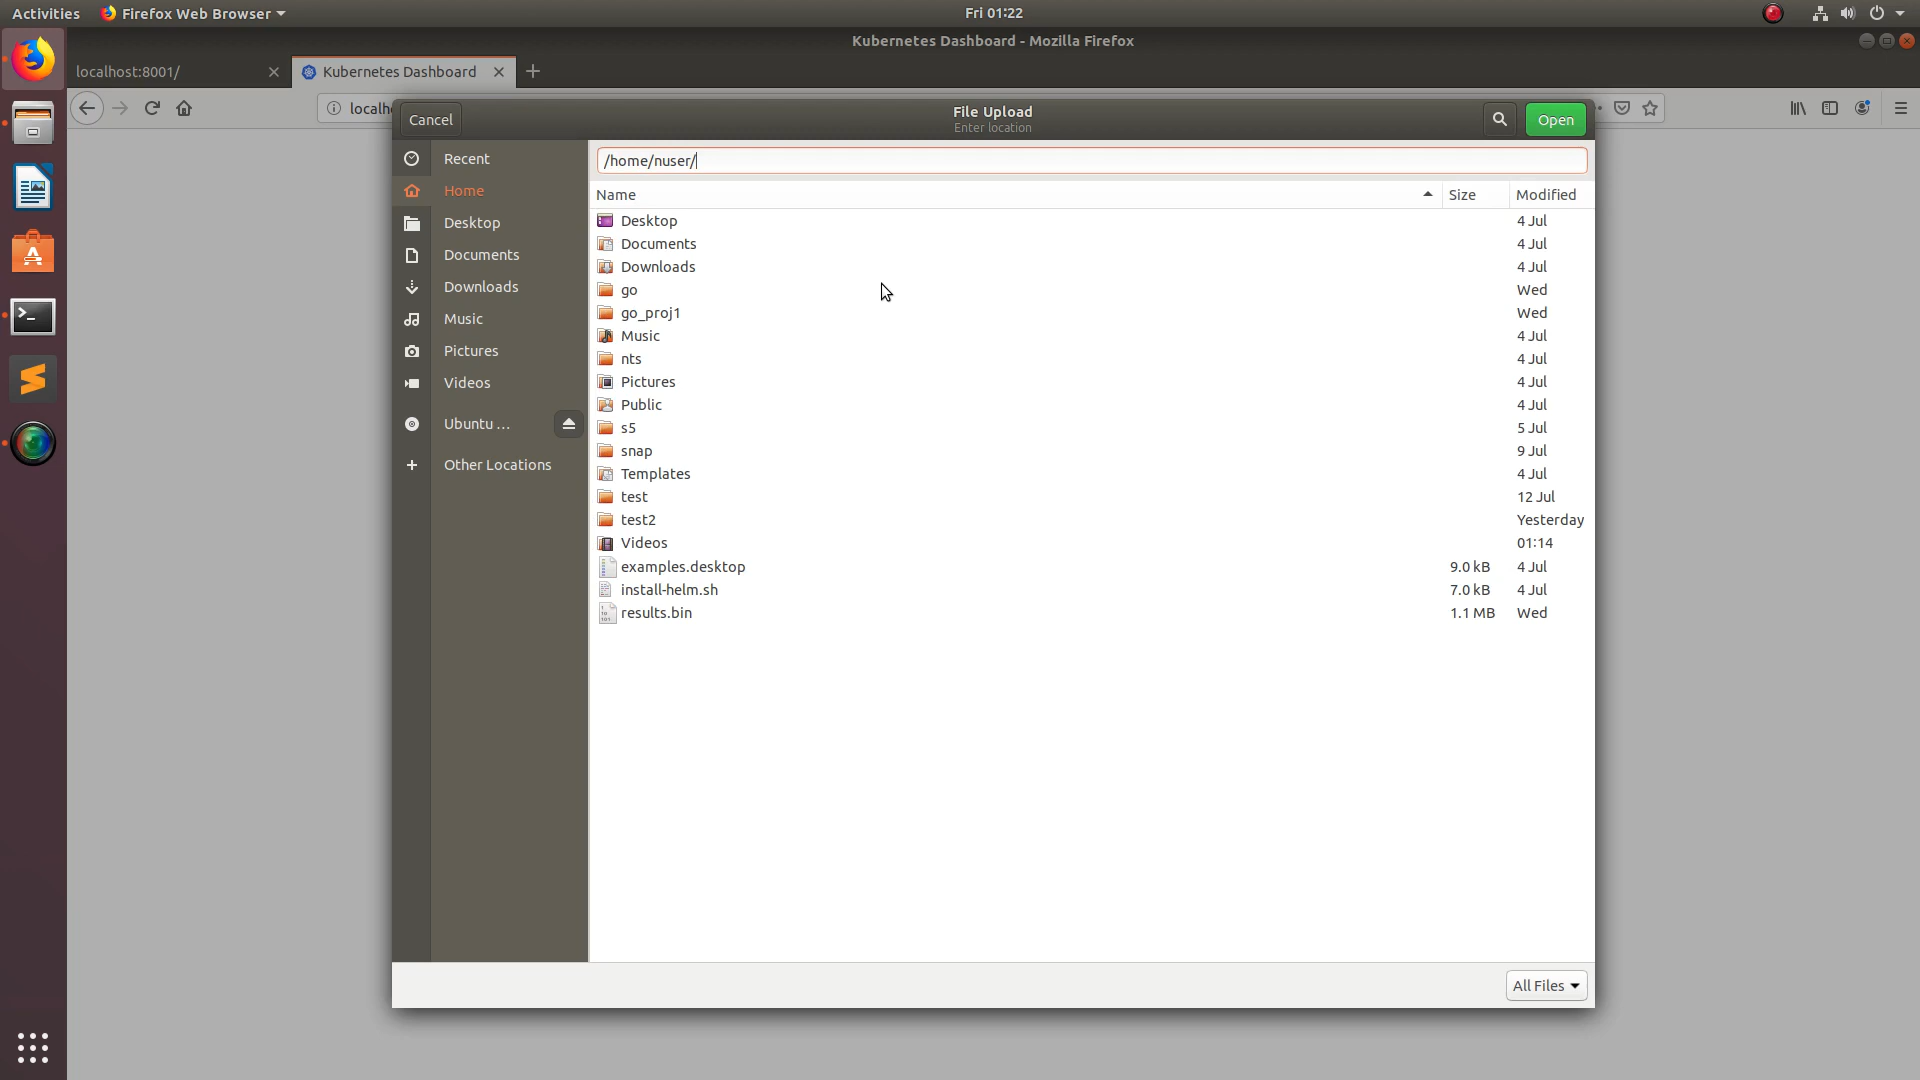 Activities
Firefox Web Browser
Fri 01:22
Kubernetes Dashboard - Mozilla Firefox
localhost:8001/
Kubernetes Dashboard
Cancel
File Upload
Enter location
Open
Recent
Home
Desktop
Documents
Downloads
Music
Pictures
Videos
Ubuntu ...
Other Locations
/home/nuser/
Name Size Modified
Desktop 4 Jul
Documents 4 Jul
Downloads 4 Jul
go Wed
go_proj1 Wed
Music 4 Jul
nts 4 Jul
Pictures 4 Jul
Public 4 Jul
s5 5 Jul
snap 9 Jul
Templates 4 Jul
test 12 Jul
test2 Yesterday
Videos 01:14
examples.desktop 9.0 kB 4 Jul
install-helm.sh 7.0 kB 4 Jul
results.bin 1.1 MB Wed
All Files